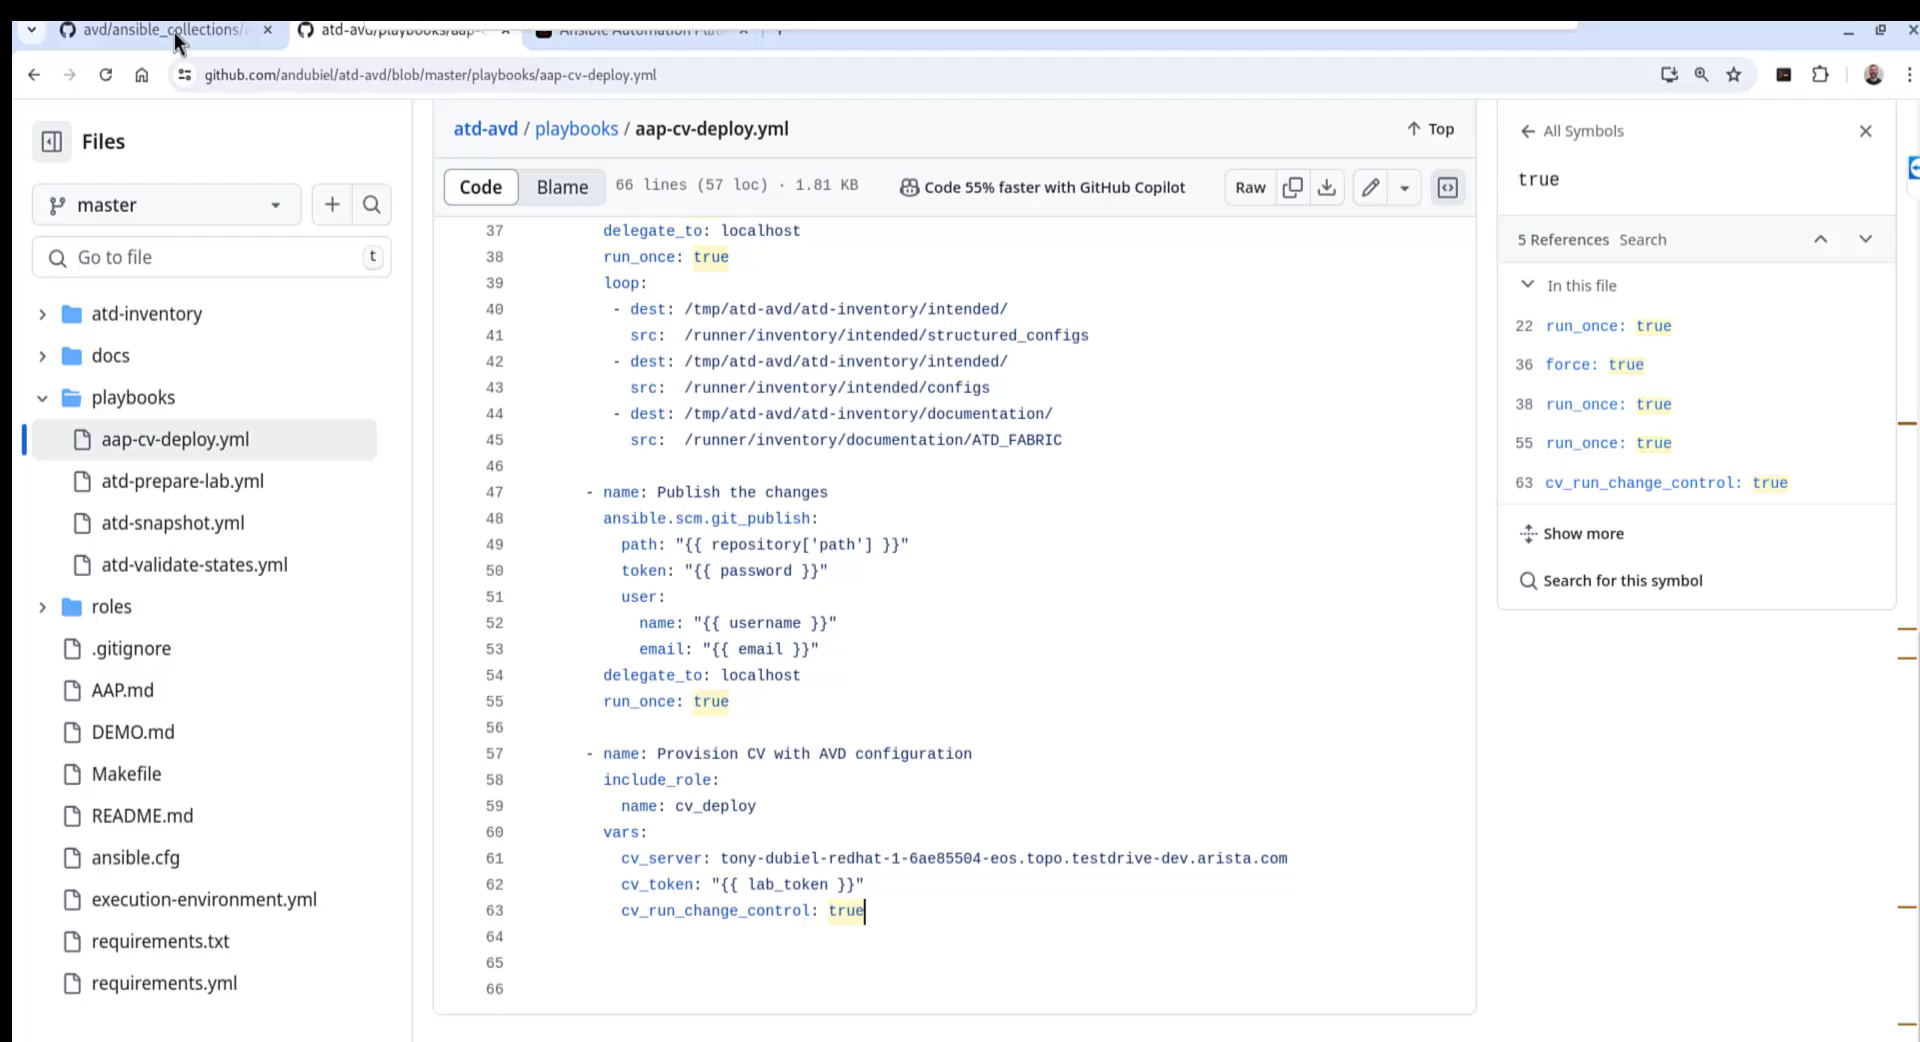 avd/ansible_collections/
atd-avd/playbooks/aap-c
Ansible Automation Plat
github.com/andubiel/atd-avd/blob/master/playbooks/aap-cv-deploy.yml
Files
master
Go to file
t
atd-inventory
docs
playbooks
aap-cv-deploy.yml
atd-prepare-lab.yml
atd-snapshot.yml
atd-validate-states.yml
roles
.gitignore
AAP.md
DEMO.md
Makefile
README.md
ansible.cfg
execution-environment.yml
requirements.txt
requirements.yml
atd-avd / playbooks / aap-cv-deploy.yml
Top
Code Blame 66 lines (57 loc) · 1.81 KB Code 55% faster with GitHub Copilot Raw
37 delegate_to: localhost
38 run_once: true
39 loop:
40 - dest: /tmp/atd-avd/atd-inventory/intended/
41 src: /runner/inventory/intended/structured_configs
42 - dest: /tmp/atd-avd/atd-inventory/intended/
43 src: /runner/inventory/intended/configs
44 - dest: /tmp/atd-avd/atd-inventory/documentation/
45 src: /runner/inventory/documentation/ATD_FABRIC
46
47 - name: Publish the changes
48 ansible.scm.git_publish:
49 path: "{{ repository['path'] }}"
50 token: "{{ password }}"
51 user:
52 name: "{{ username }}"
53 email: "{{ email }}"
54 delegate_to: localhost
55 run_once: true
56
57 - name: Provision CV with AVD configuration
58 include_role:
59 name: cv_deploy
60 vars:
61 cv_server: tony-dubiel-redhat-1-6ae85504-eos.topo.testdrive-dev.arista.com
62 cv_token: "{{ lab_token }}"
63 cv_run_change_control: true
64
65
66
All Symbols
true
5 References Search
In this file
22 run_once: true
36 force: true
38 run_once: true
55 run_once: true
63 cv_run_change_control: true
Show more
Search for this symbol